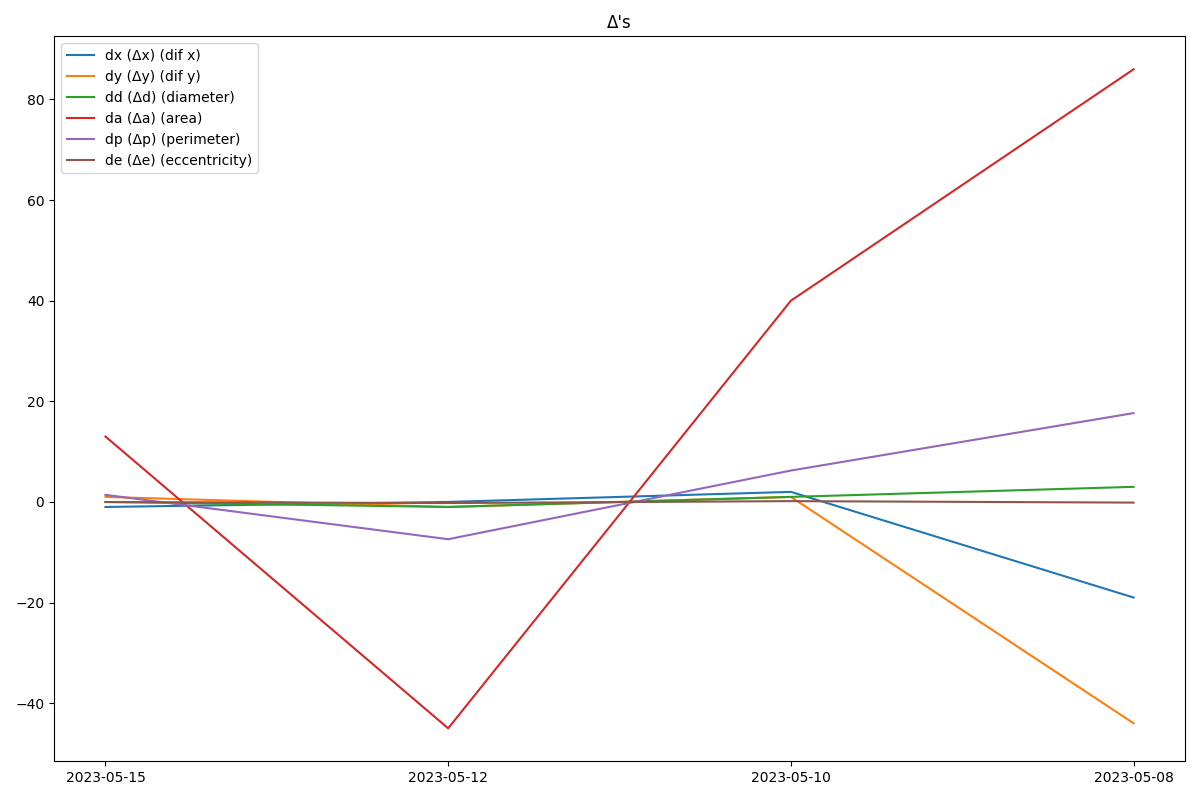 Δ's
dx (Δx) (dif x)
dy (Δy) (dif y)
dd (Δd) (diameter)
da (Δa) (area)
dp (Δp) (perimeter)
de (Δe) (eccentricity)
80
60
40
20
0
−20
−40
2023-05-15 2023-05-12 2023-05-10 2023-05-08